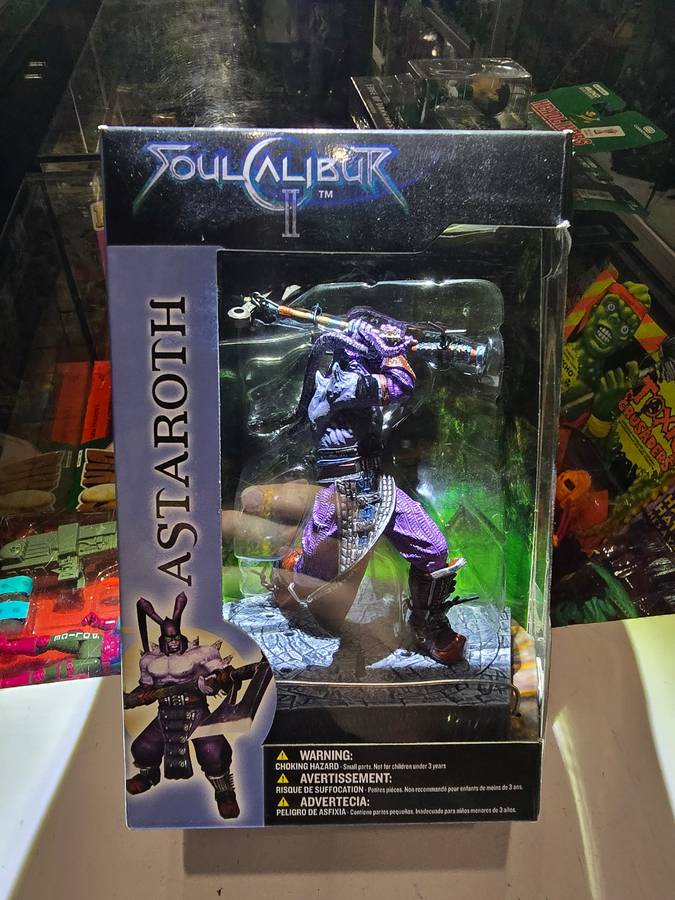 SOULCALIBUR
II TM
ASTAROTH
WARNING:
CHOKING HAZARD - Small parts. Not for children under 3 years
AVERTISSEMENT:
RISQUE DE SUFFOCATION - Petites pièces. Non recommandé pour enfants de moins de 3 ans.
ADVERTECIA:
PELIGRO DE ASFIXIA - Contiene partes pequeñas. Inadecuado para niños menores de 3 años.
TOXIC
CRUSADERS